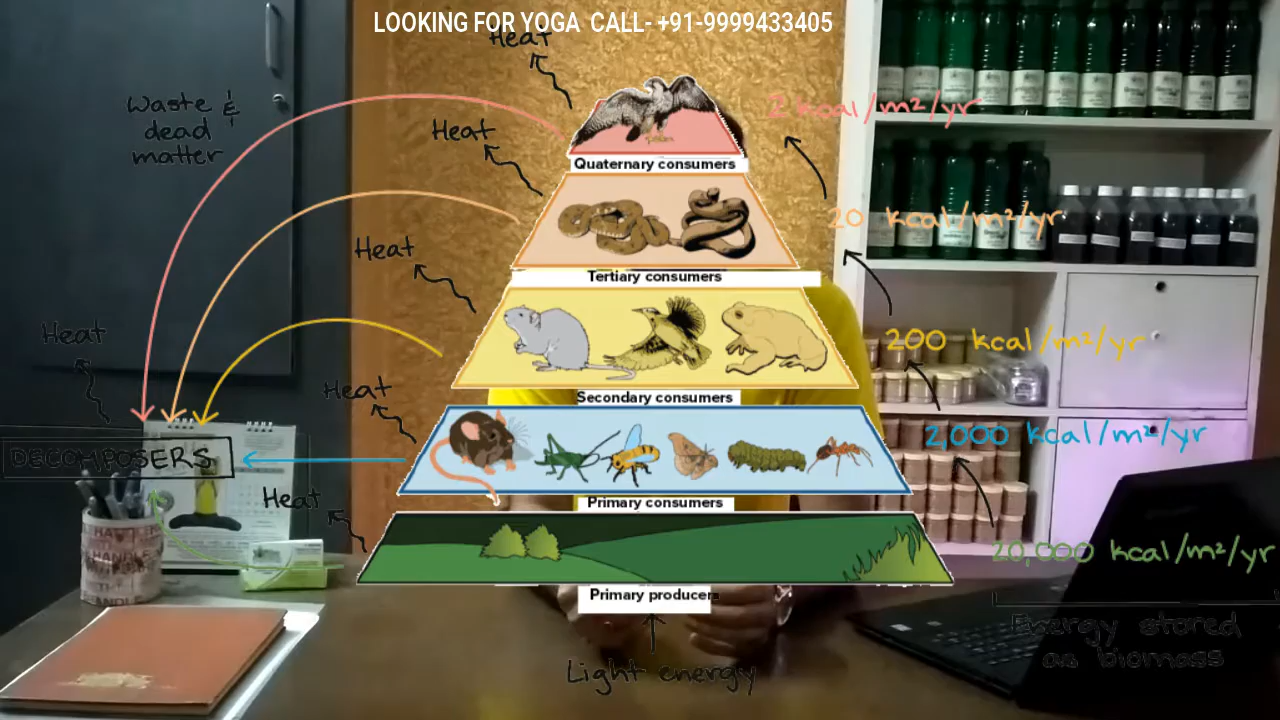 LOOKING FOR YOGA CALL- +91-9999433405
Heat
Waste &
dead
matter
2 kcal/m²/yr
Heat
Quaternary consumers
20 kcal/m²/yr
Heat
Tertiary consumers
Heat
200 kcal/m²/yr
Heat
Secondary consumers
2,000 kcal/m²/yr
DECOMPOSERS
Heat
Primary consumers
20,000 kcal/m²/yr
Primary producer
Energy stored
as biomass
Light energy